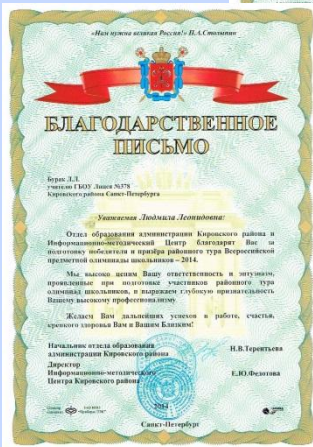 «Нам нужна великая Россия!» П.А.Столыпин
БЛАГОДАРСТВЕННОЕ
ПИСЬМО
Бурак Л.Л.
учителю ГБОУ Лицея №378
Кировского района Санкт-Петербурга
Уважаемая Людмила Леонидовна!
Отдел образования администрации Кировского района и
Информационно-методический Центр благодарят Вас за
подготовку победителя и призёра районного тура Всероссийской
предметной олимпиады школьников – 2014.
Мы высоко ценим Вашу ответственность и энтузиазм,
проявленные при подготовке участников районного тура
олимпиад школьников, и выражаем глубокую признательность
Вашему высокому профессионализму.
Желаем Вам дальнейших успехов в работе, счастья,
крепкого здоровья Вам и Вашим Близким!
Начальник отдела образования
администрации Кировского района Н.В.Терентьева
Директор
Информационно-методического
Центра Кировского района Е.Ю.Федотова
2014
Санкт-Петербург